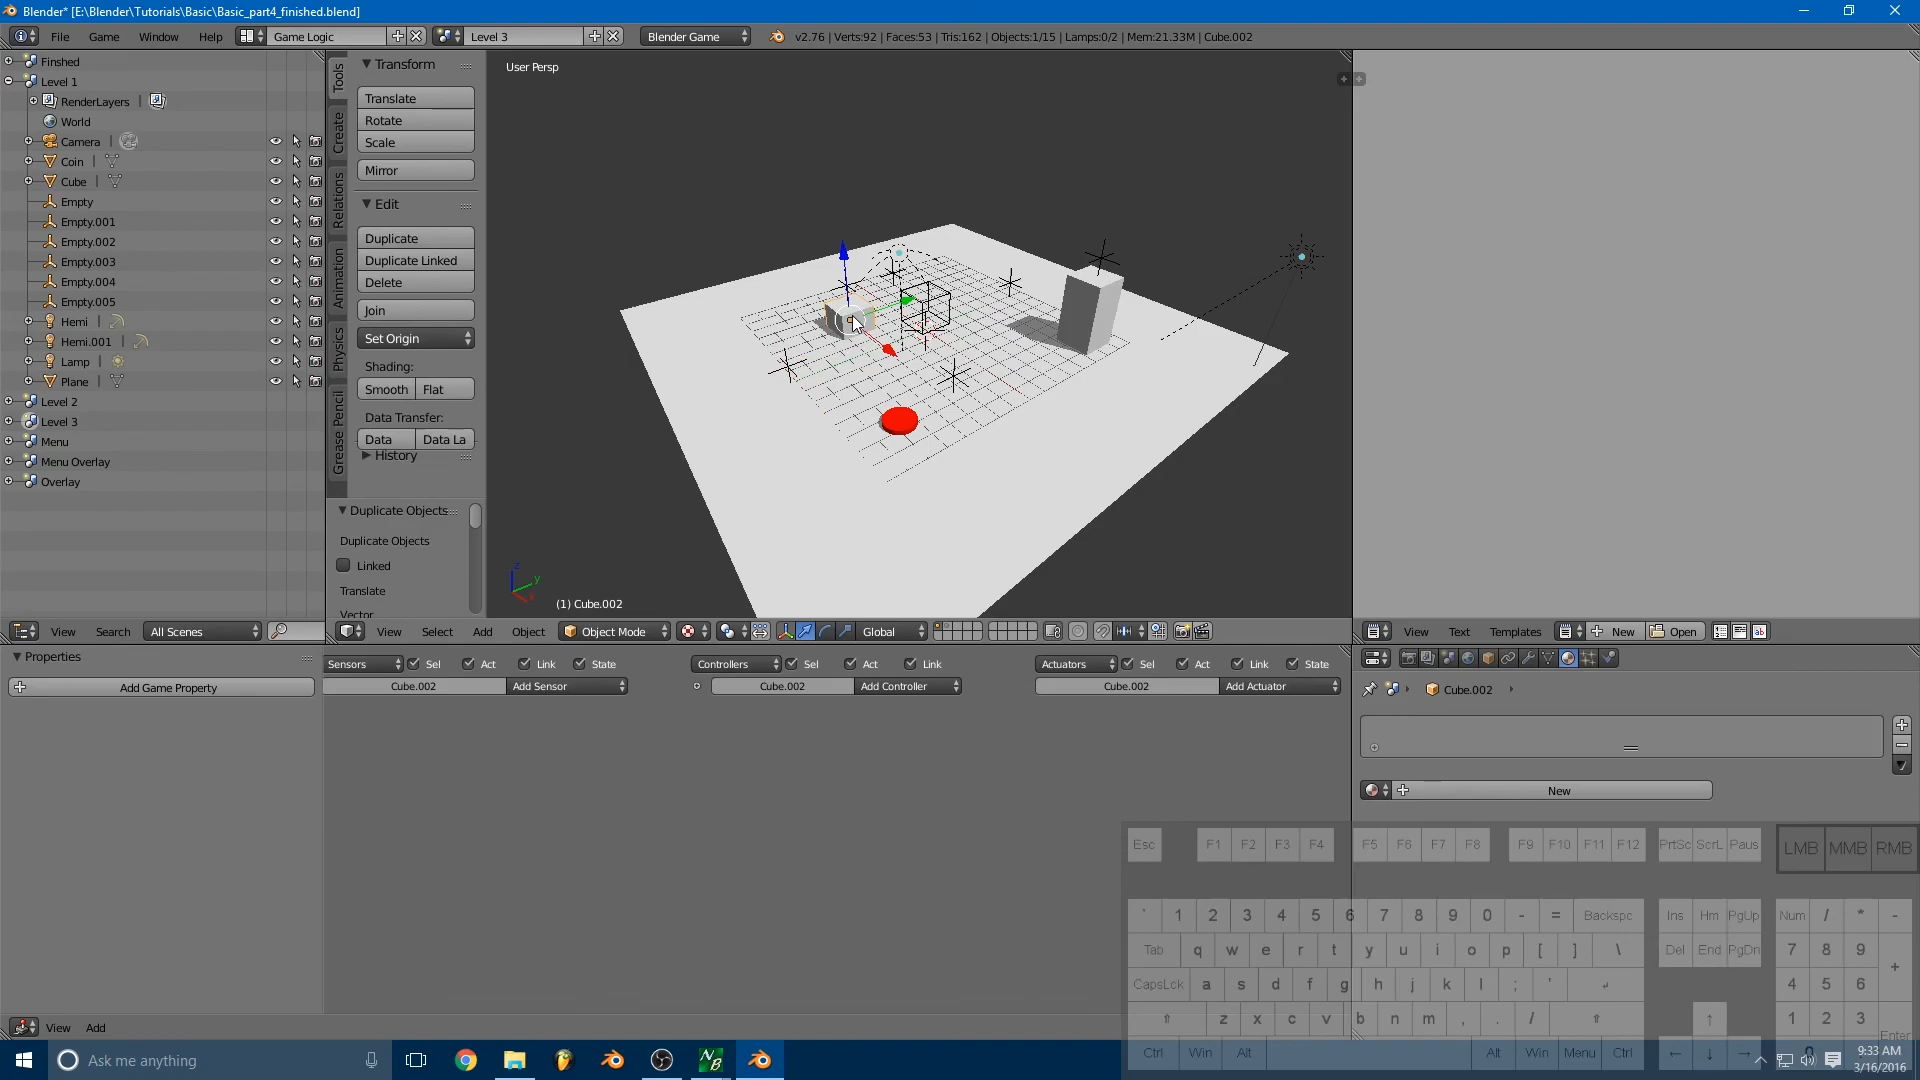 Blender* [E:\Blender\Tutorials\Basic\Basic_part4_finished.blend]
File Game Window Help Game Logic Level 3 Blender Game v2.76 | Verts:92 | Faces:53 | Tris:162 | Objects:1/15 | Lamps:0/2 | Mem:21.33M | Cube.002
Finshed
Level 1
RenderLayers |
World
Camera |
Coin |
Cube |
Empty
Empty.001
Empty.002
Empty.003
Empty.004
Empty.005
Hemi |
Hemi.001 |
Lamp |
Plane |
Level 2
Level 3
Menu
Menu Overlay
Overlay
View Search All Scenes
Tools
Create
Relations
Animation
Physics
Grease Pencil
Transform
Translate
Rotate
Scale
Mirror
Edit
Duplicate
Duplicate Linked
Delete
Join
Set Origin
Shading:
Smooth Flat
Data Transfer:
Data Data La
History
Duplicate Objects
Duplicate Objects
Linked
Translate
Vector
User Persp
z y x
(1) Cube.002
View Select Add Object Object Mode Global
View Text Templates New Open
Properties
Add Game Property
Sensors Sel Act Link State Controllers Sel Act Link Actuators Sel Act Link State
Cube.002 Add Sensor Cube.002 Add Controller Cube.002 Add Actuator
Cube.002
New
Esc F1 F2 F3 F4 F5 F6 F7 F8 F9 F10 F11 F12 PrtSc ScrL Paus LMB MMB RMB
` 1 2 3 4 5 6 7 8 9 0 - = Backspc Ins Hm PgUp Num / * -
Tab q w e r t y u i o p [ ] \ Del End PgDn 7 8 9 +
CapsLck a s d f g h j k l ; ' 4 5 6
z x c v b n m , . / 1 2 3 Enter
Ctrl Win Alt Alt Win Menu Ctrl
View Add
Ask me anything
9:33 AM
3/16/2016